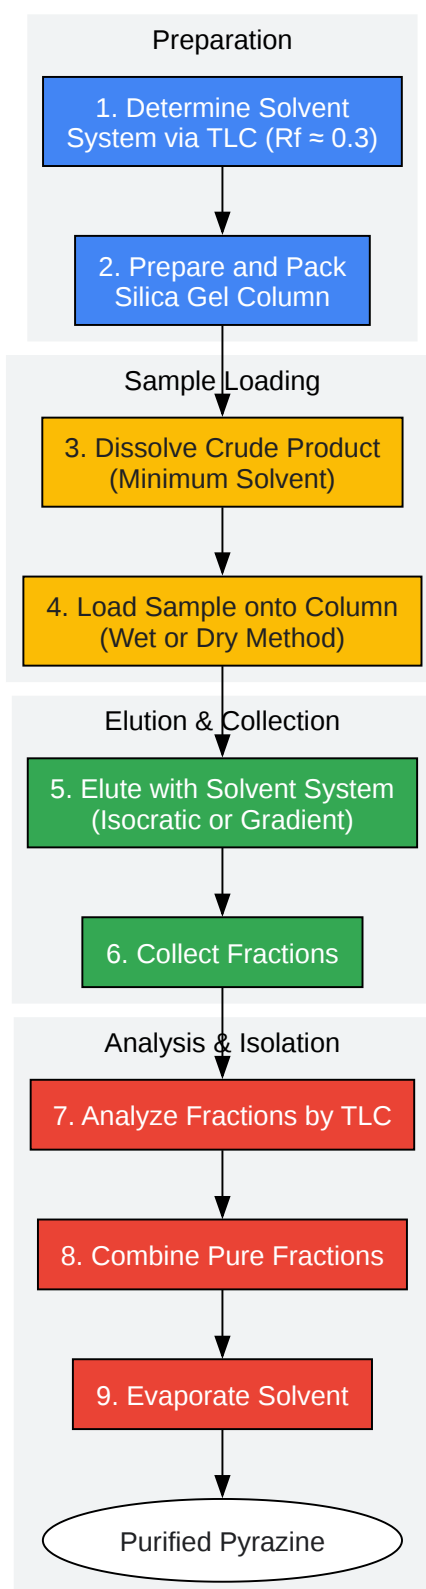 Preparation
1. Determine Solvent
System via TLC (Rf ≈ 0.3)
2. Prepare and Pack
Silica Gel Column
Sample Loading
3. Dissolve Crude Product
(Minimum Solvent)
4. Load Sample onto Column
(Wet or Dry Method)
Elution & Collection
5. Elute with Solvent System
(Isocratic or Gradient)
6. Collect Fractions
Analysis & Isolation
7. Analyze Fractions by TLC
8. Combine Pure Fractions
9. Evaporate Solvent
Purified Pyrazine